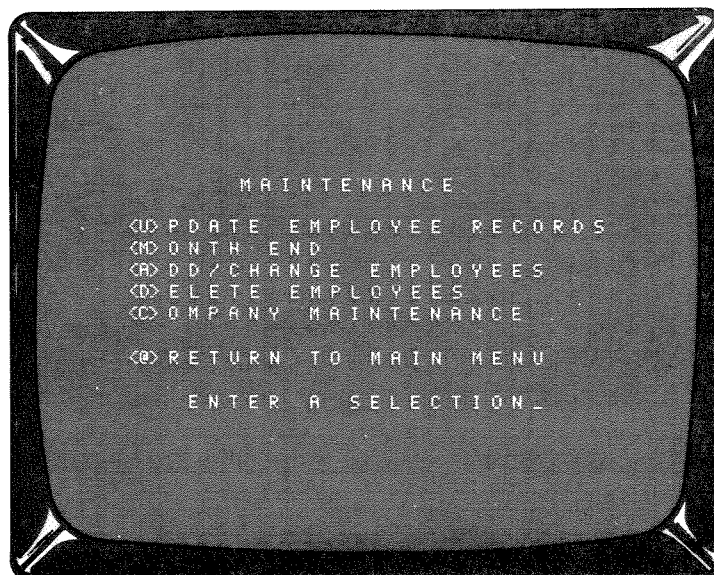 MAINTENANCE
<U>PDATE EMPLOYEE RECORDS
<M>ONTH END
<A>DD/CHANGE EMPLOYEES
<D>ELETE EMPLOYEES
<C>OMPANY MAINTENANCE
<@>RETURN TO MAIN MENU
ENTER A SELECTION_